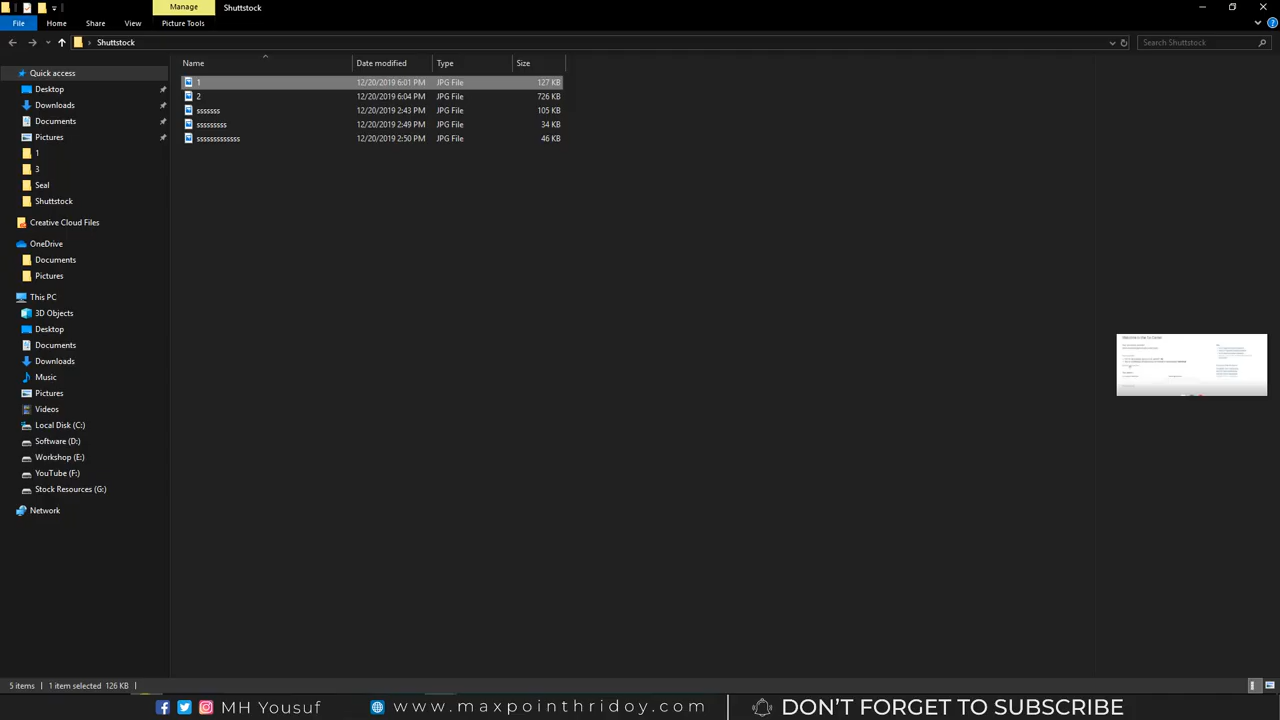 Manage
Shuttstock
File
Home
Share
View
Picture Tools
Shuttstock
Search Shuttstock
Name
Date modified
Type
Size
Quick access
Desktop
Downloads
Documents
Pictures
1
3
Seal
Shuttstock
Creative Cloud Files
OneDrive
Documents
Pictures
This PC
3D Objects
Desktop
Documents
Downloads
Music
Pictures
Videos
Local Disk (C:)
Software (D:)
Workshop (E:)
YouTube (F:)
Stock Resources (G:)
Network
1 12/20/2019 6:01 PM JPG File 127 KB
2 12/20/2019 6:04 PM JPG File 726 KB
sssssss 12/20/2019 2:43 PM JPG File 105 KB
sssssssss 12/20/2019 2:49 PM JPG File 34 KB
sssssssssssss 12/20/2019 2:50 PM JPG File 46 KB
5 items
1 item selected 126 KB
MH Yousuf
www.maxpointhridoy.com
DON'T FORGET TO SUBSCRIBE